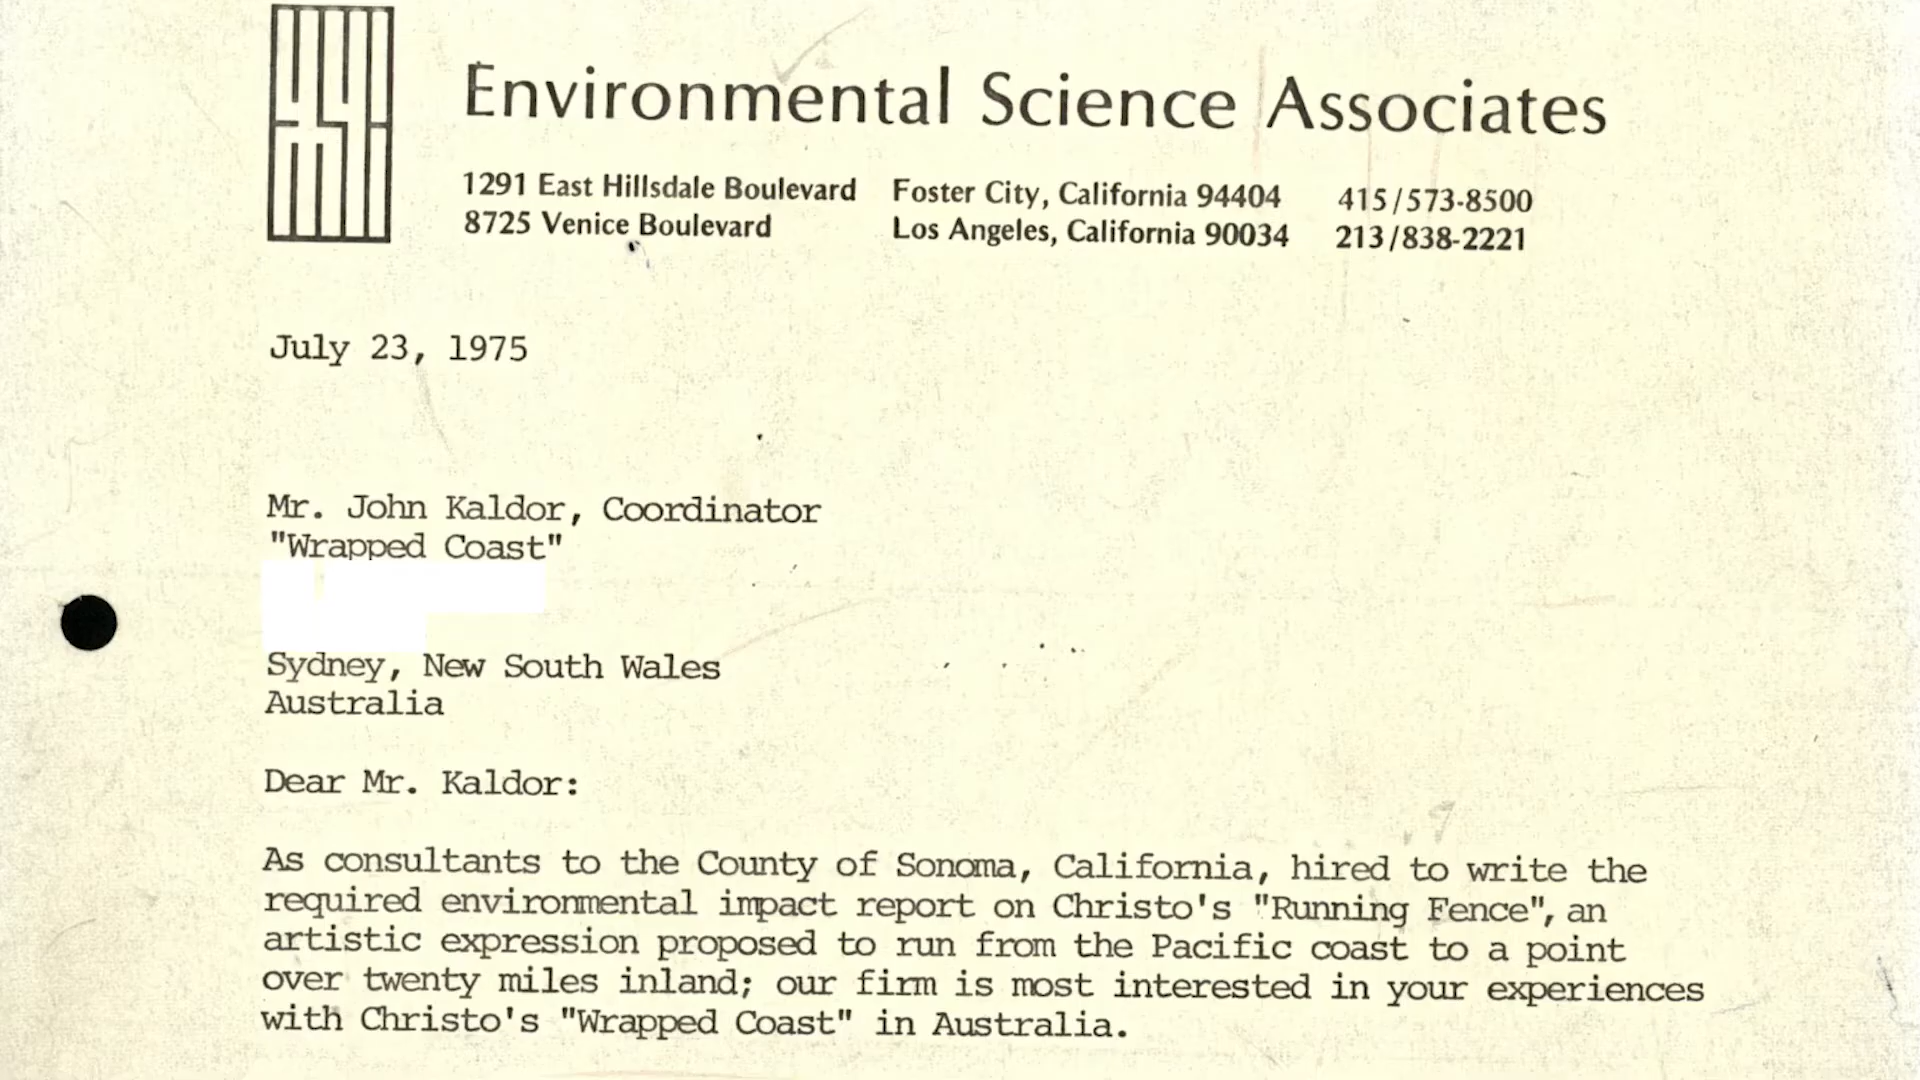 ESA
Environmental Science Associates
1291 East Hillsdale Boulevard Foster City, California 94404 415/573-8500
8725 Venice Boulevard Los Angeles, California 90034 213/838-2221
July 23, 1975
Mr. John Kaldor, Coordinator
"Wrapped Coast"
Sydney, New South Wales
Australia
Dear Mr. Kaldor:
As consultants to the County of Sonoma, California, hired to write the
required environmental impact report on Christo's "Running Fence", an
artistic expression proposed to run from the Pacific coast to a point
over twenty miles inland; our firm is most interested in your experiences
with Christo's "Wrapped Coast" in Australia.